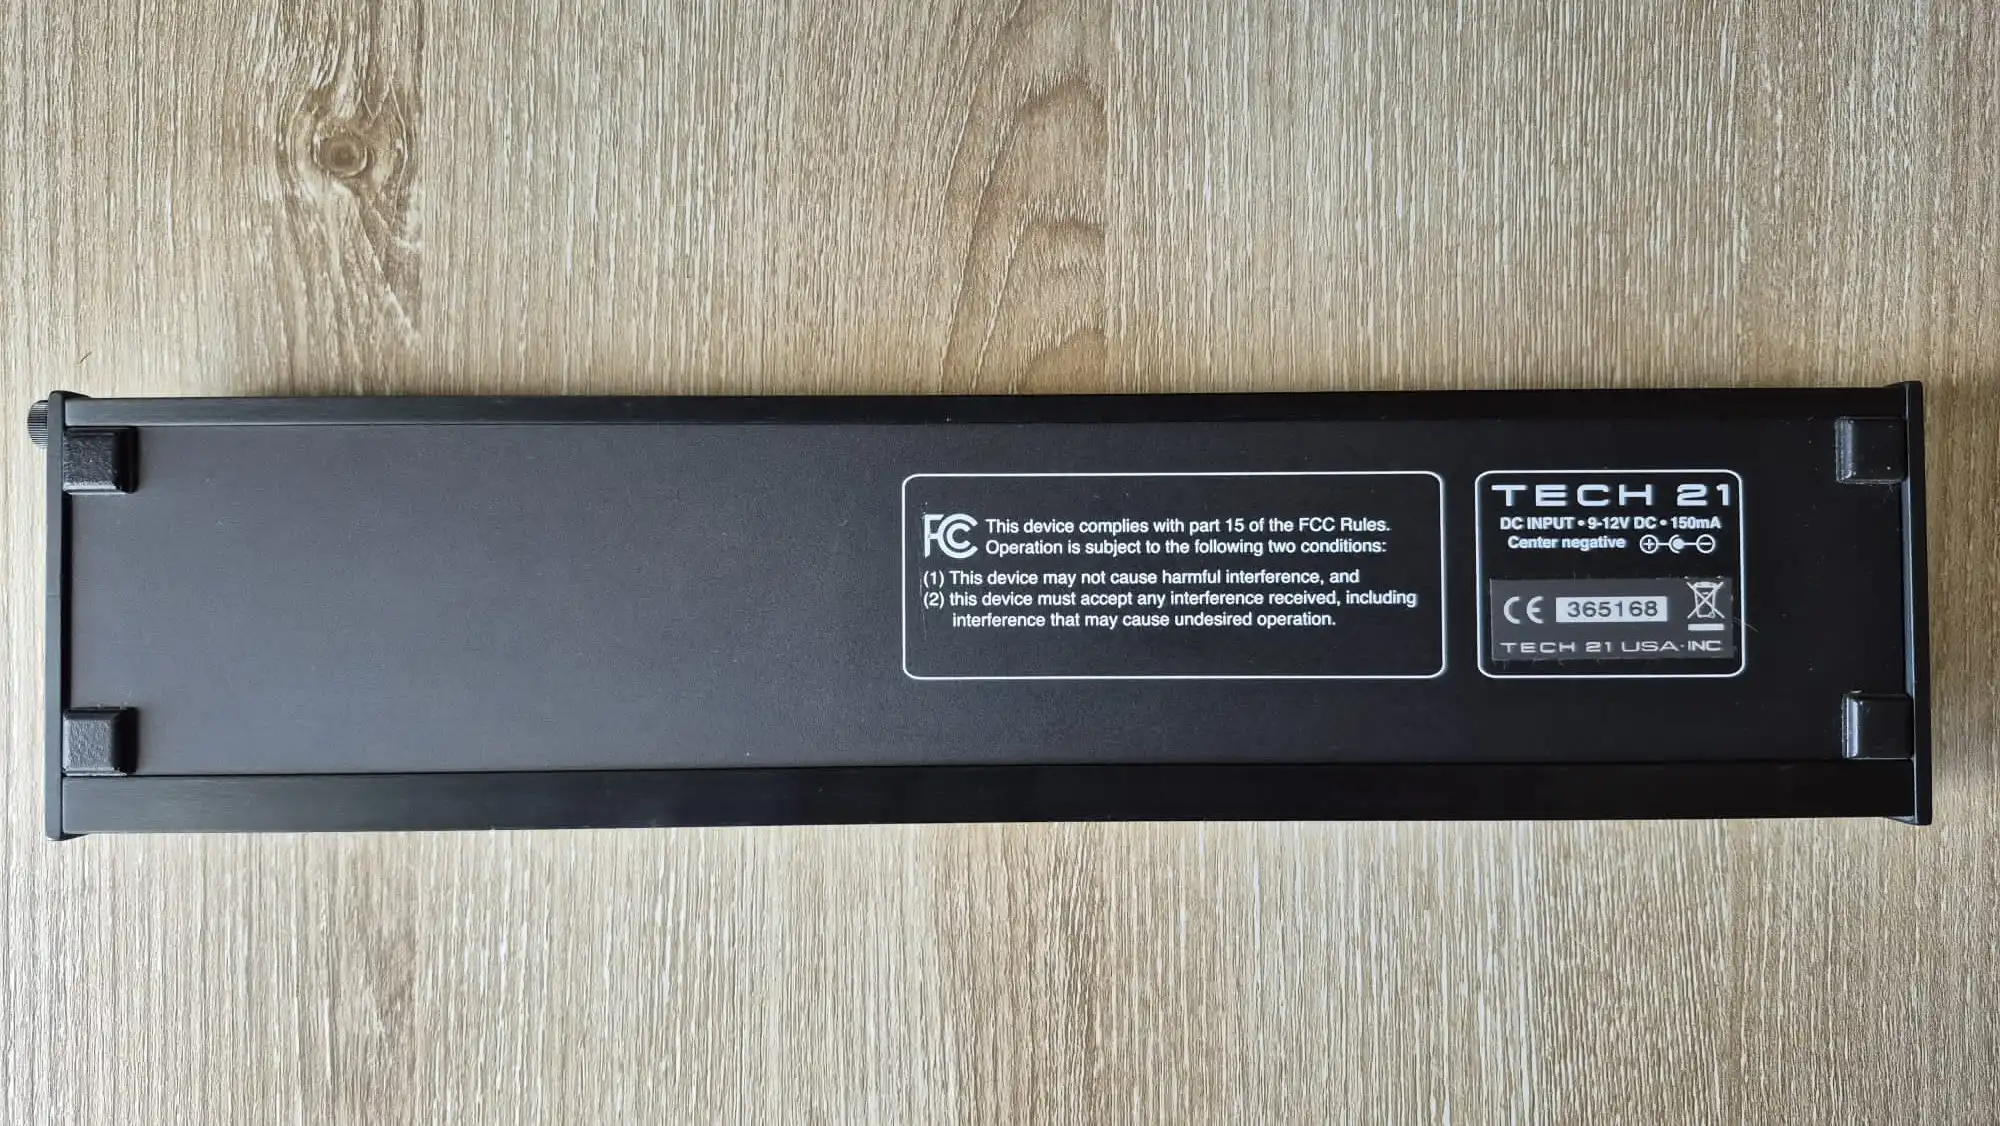 FCC This device complies with part 15 of the FCC Rules.
Operation is subject to the following two conditions:
(1) This device may not cause harmful interference, and
(2) this device must accept any interference received, including
interference that may cause undesired operation.
TECH 21
DC INPUT • 9-12V DC • 150mA
Center negative
CE 365168
TECH 21 USA·INC